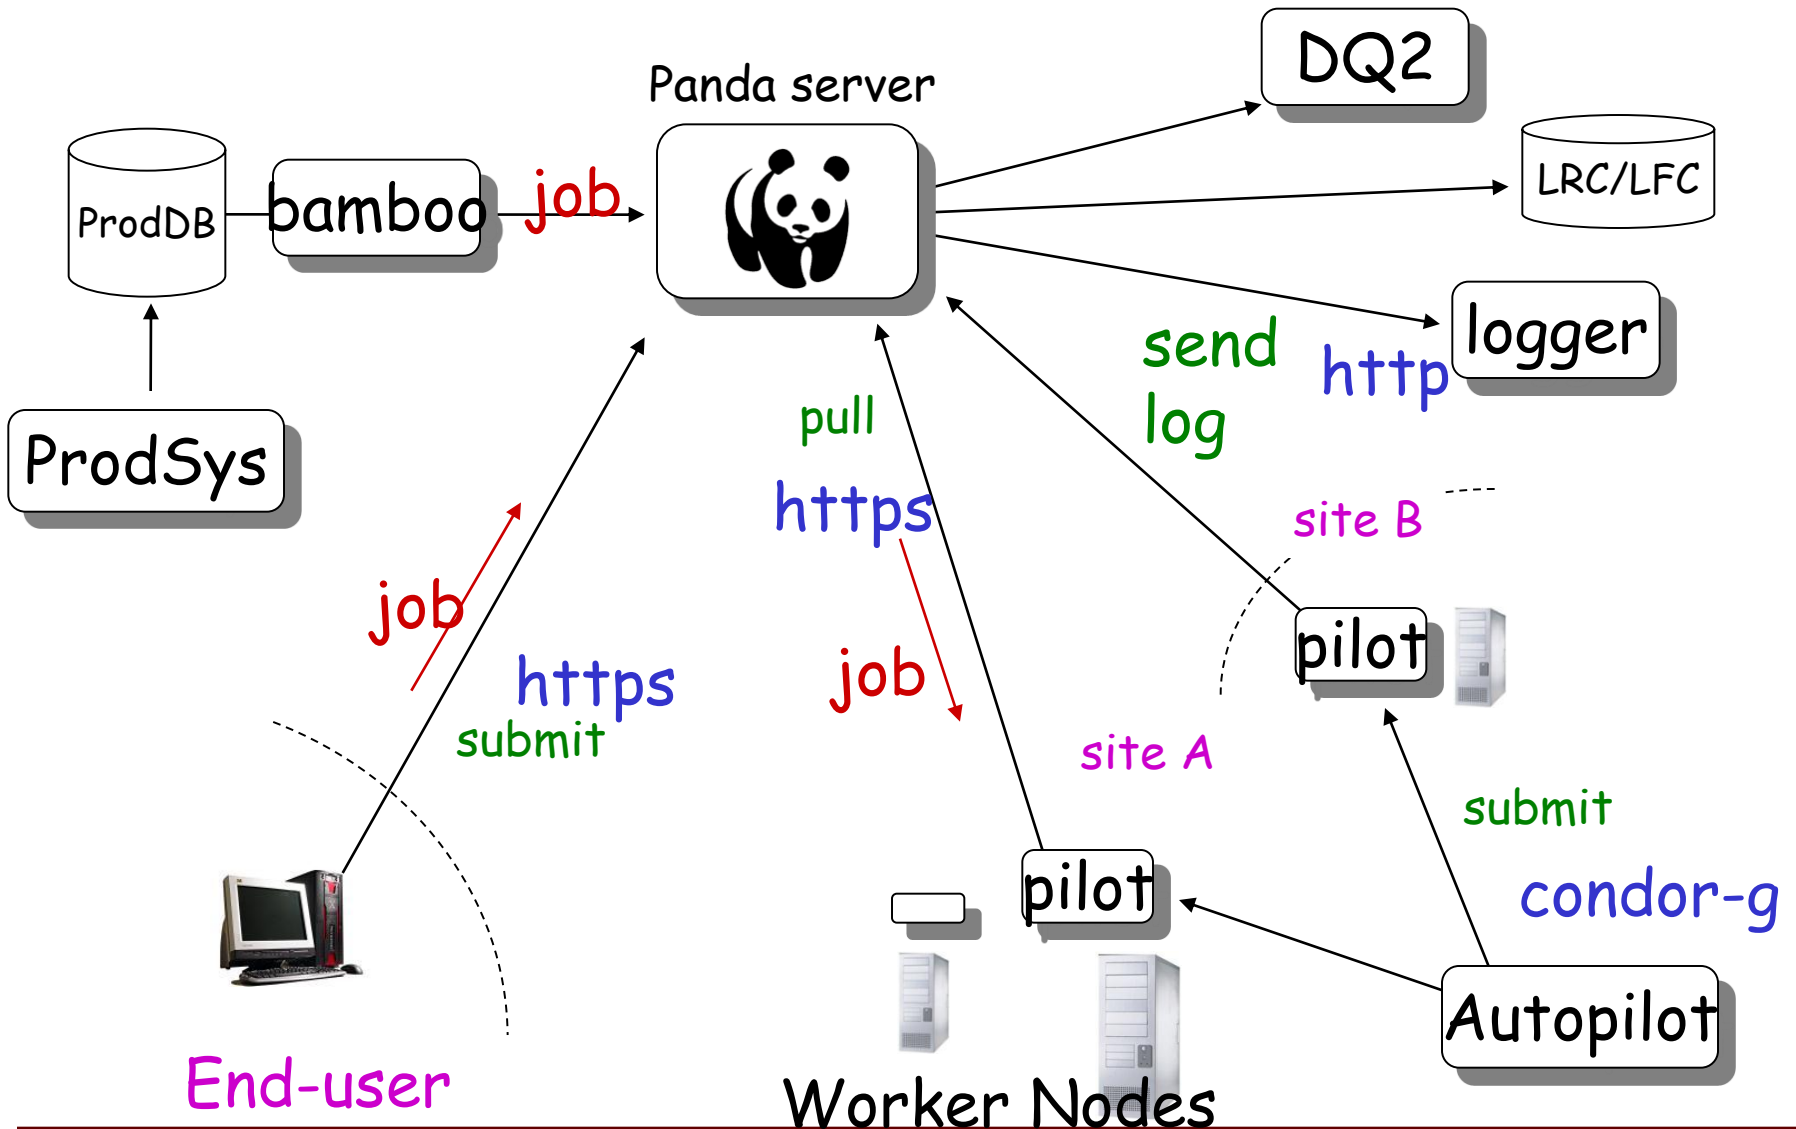 DQ2
Panda server
LRC/LFC
ProdDB
bamboo
job
logger
send
log
http
pull
ProdSys
https
site B
job
https
submit
job
pilot
site A
submit
pilot
condor-g
Autopilot
End-user
Worker Nodes